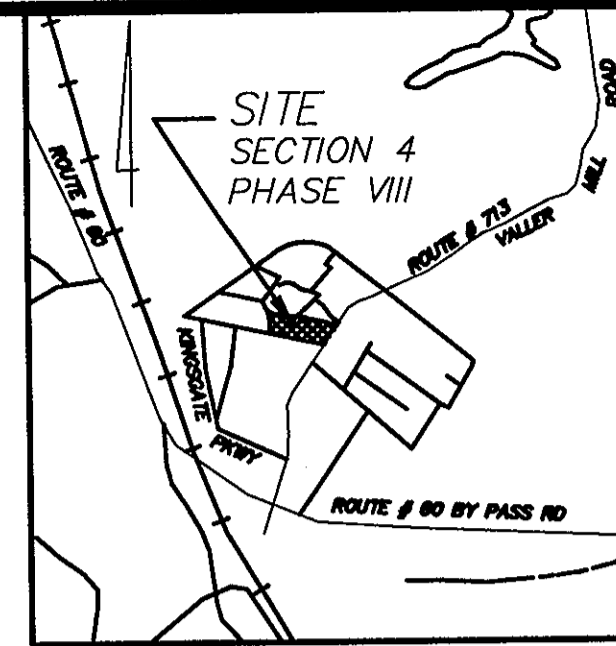 SITE
SECTION 4
PHASE VIII
ROUTE # 60
ROUTE # 713
VALLER MILL ROAD
KINGSGATE PKWY
ROUTE # 60 BY PASS RD